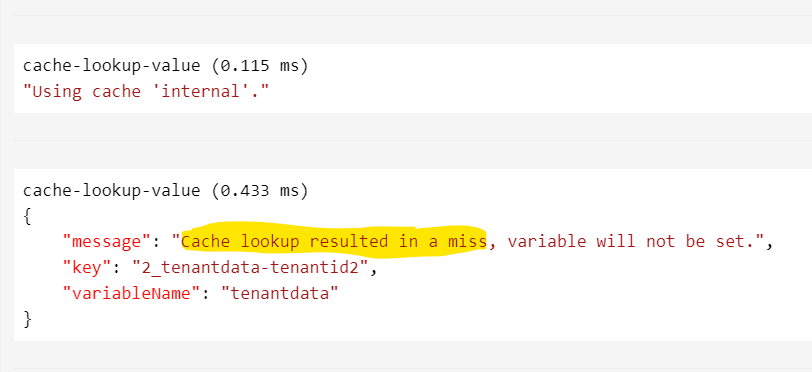 cache-lookup-value (0.115 ms)
"Using cache 'internal'."
cache-lookup-value (0.433 ms)
{
    "message": "Cache lookup resulted in a miss, variable will not be set.",
    "key": "2_tenantdata-tenantid2",
    "variableName": "tenantdata"
}